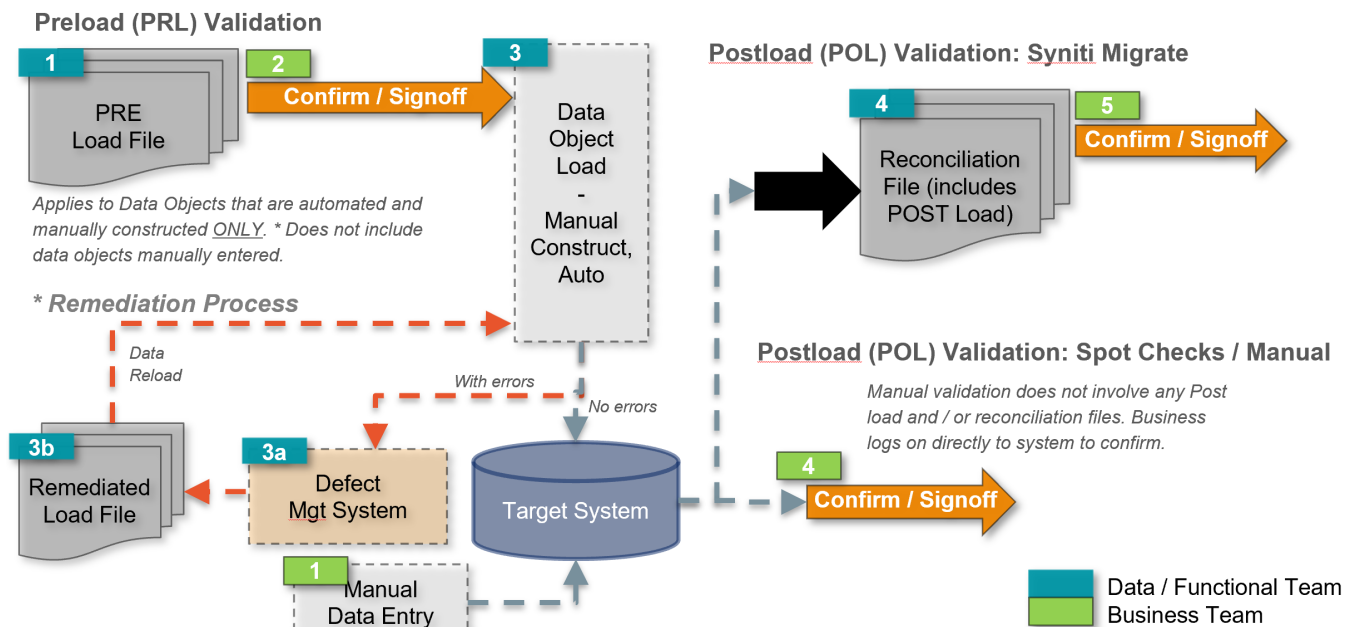 Preload (PRL) Validation
1
PRE
Load File
2
Confirm / Signoff
3
Data
Object
Load
-
Manual
Construct,
Auto
Applies to Data Objects that are automated and
manually constructed ONLY. * Does not include
data objects manually entered.
* Remediation Process
Data
Reload
With errors
No errors
3b
Remediated
Load File
3a
Defect
Mgt System
Target System
1
Manual
Data Entry
Postload (POL) Validation: Syniti Migrate
4
Reconciliation
File (includes
POST Load)
5
Confirm / Signoff
Postload (POL) Validation: Spot Checks / Manual
Manual validation does not involve any Post
load and / or reconciliation files. Business
logs on directly to system to confirm.
4
Confirm / Signoff
Data / Functional Team
Business Team